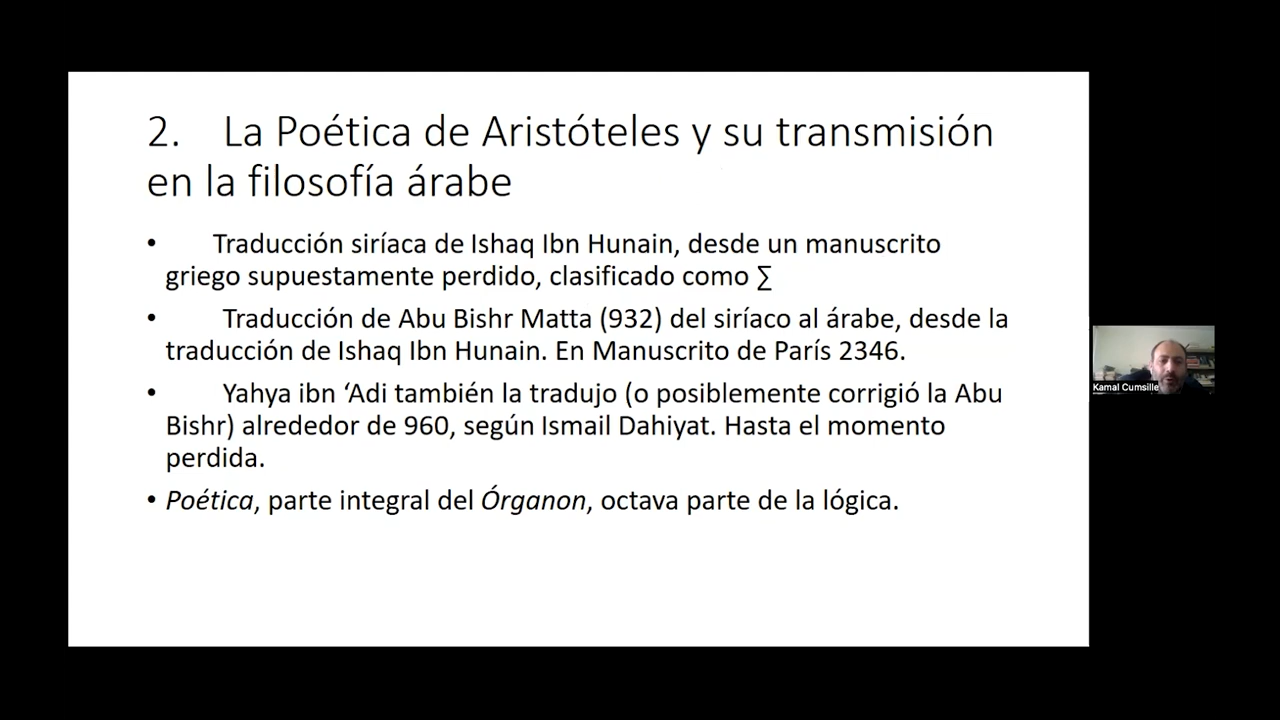 2. La Poética de Aristóteles y su transmisión
en la filosofía árabe
• Traducción siríaca de Ishaq Ibn Hunain, desde un manuscrito
griego supuestamente perdido, clasificado como ∑
• Traducción de Abu Bishr Matta (932) del siríaco al árabe, desde la
traducción de Ishaq Ibn Hunain. En Manuscrito de París 2346.
• Yahya ibn ‘Adi también la tradujo (o posiblemente corrigió la Abu
Bishr) alrededor de 960, según Ismail Dahiyat. Hasta el momento
perdida.
• Poética, parte integral del Órganon, octava parte de la lógica.
Kamal Cumsille